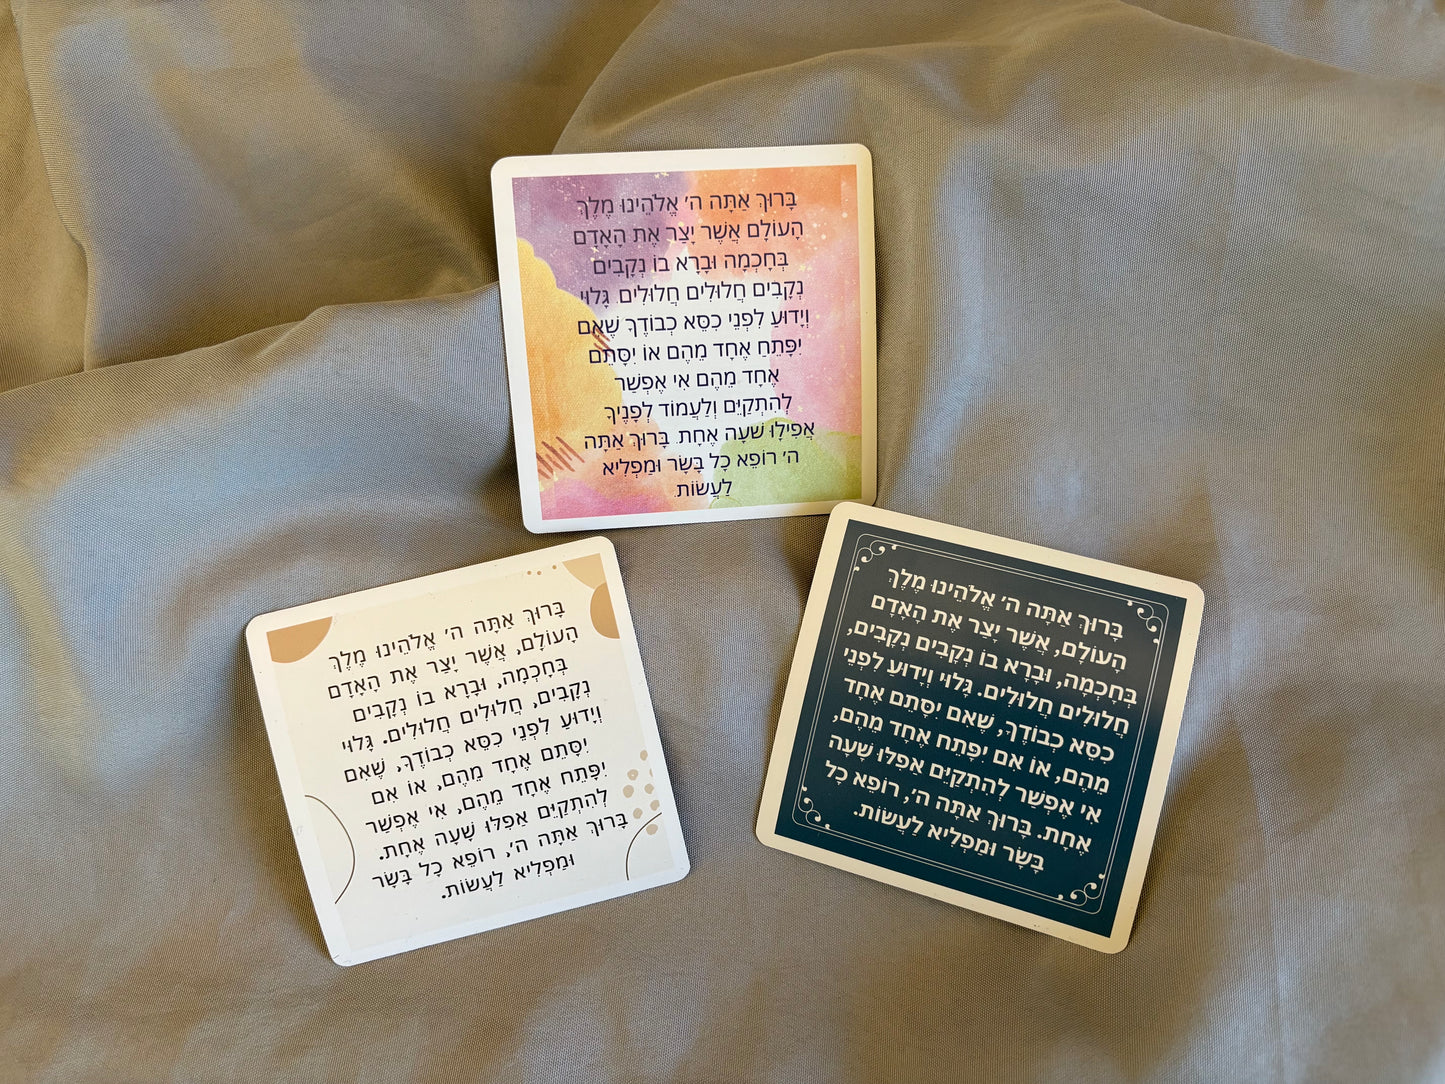 בָּרוּךְ אַתָּה ה׳ אֱלֹהֵינוּ מֶלֶךְ
הָעוֹלָם אֲשֶׁר יָצַר אֶת הָאָדָם
בְּחָכְמָה וּבָרָא בוֹ נְקָבִים
נְקָבִים חֲלוּלִים חֲלוּלִים. גָּלוּי
וְיָדוּעַ לִפְנֵי כִסֵּא כְבוֹדֶךָ שֶׁאִם
יִפָּתֵחַ אֶחָד מֵהֶם אוֹ יִסָּתֵם
אֶחָד מֵהֶם אִי אֶפְשַׁר
לְהִתְקַיֵּם וְלַעֲמוֹד לְפָנֶיךָ
אֲפִילוּ שָׁעָה אֶחָת. בָּרוּךְ אַתָּה
ה׳ רוֹפֵא כָל בָּשָׂר וּמַפְלִיא
לַעֲשׂוֹת.
בָּרוּךְ אַתָּה ה׳ אֱלֹהֵינוּ מֶלֶךְ
הָעוֹלָם, אֲשֶׁר יָצַר אֶת הָאָדָם
בְּחָכְמָה, וּבָרָא בוֹ נְקָבִים
נְקָבִים, חֲלוּלִים חֲלוּלִים. גָּלוּי
וְיָדוּעַ לִפְנֵי כִסֵּא כְבוֹדֶךָ, שֶׁאִם
יִסָּתֵם אֶחָד מֵהֶם, אוֹ אִם
יִפָּתֵח אֶחָד מֵהֶם, אִי אֶפְשַׁר
לְהִתְקַיֵּם אֲפִלּוּ שָׁעָה אֶחָת.
בָּרוּךְ אַתָּה ה׳, רוֹפֵא כָל בָּשָׂר
וּמַפְלִיא לַעֲשׂוֹת.
בָּרוּךְ אַתָּה ה׳ אֱלֹהֵינוּ מֶלֶךְ
הָעוֹלָם, אֲשֶׁר יָצַר אֶת הָאָדָם
בְּחָכְמָה, וּבָרָא בוֹ נְקָבִים נְקָבִים,
חֲלוּלִים חֲלוּלִים. גָּלוּי וְיָדוּעַ לִפְנֵי
כִסֵּא כְבוֹדֶךָ, שֶׁאִם יִסָּתֵם אֶחָד
מֵהֶם, אוֹ אִם יִפָּתֵח אֶחָד מֵהֶם,
אִי אֶפְשַׁר לְהִתְקַיֵּם אֲפִלּוּ שָׁעָה
אֶחָת. בָּרוּךְ אַתָּה ה׳, רוֹפֵא כָל
בָּשָׂר וּמַפְלִיא לַעֲשׂוֹת.